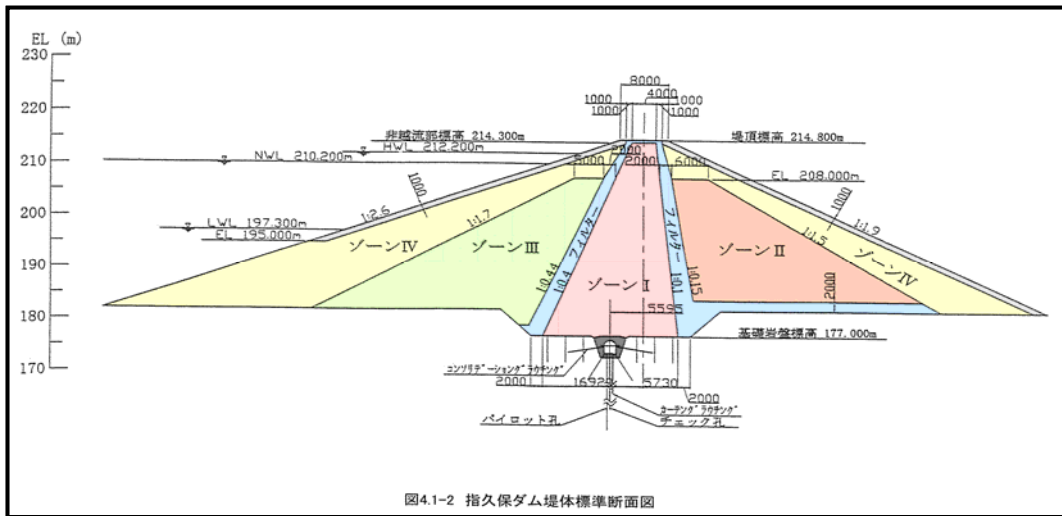 EL (m)
230
220
210
200
190
180
170
8000
4000
1000
1000
1000
1000
非越流部標高 214.300m
堤頂標高 214.800m
HWL 212.200m
NWL 210.200m
2000
6000
EL 208.000m
1000
1:2.6
1:1.7
LWL 197.300m
EL 195.000m
ゾーンⅣ
ゾーンⅢ
1:0.44
フィルター
1:0.4
ゾーンⅠ
フィルター
1:0.1
1:0.15
ゾーンⅡ
1:1.5
1000
1:1.9
ゾーンⅣ
2000
5595
基礎岩盤標高 177.000m
コンソリデーショングラウチング
2000
5730
2000
カーテングラウチング
パイロット孔
チェック孔
図4.1-2 指久保ダム堤体標準断面図